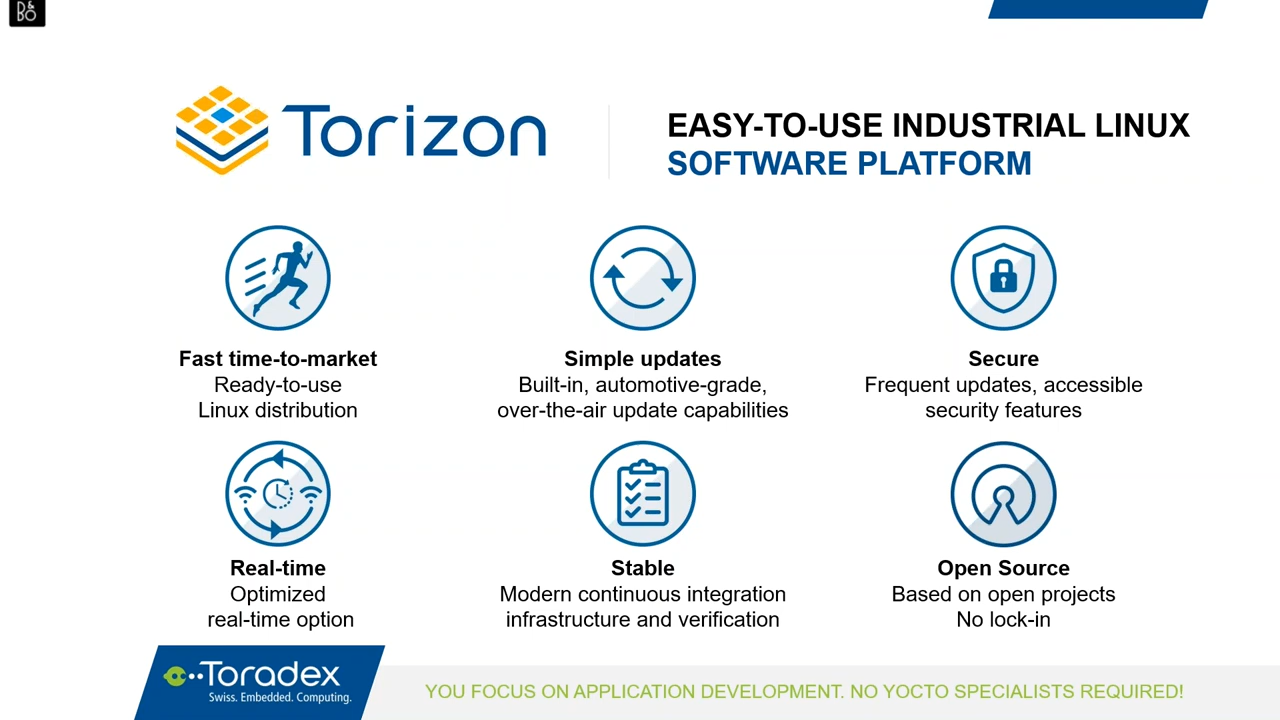 B&O
Torizon
EASY-TO-USE INDUSTRIAL LINUX
SOFTWARE PLATFORM
Fast time-to-market
Ready-to-use
Linux distribution
Simple updates
Built-in, automotive-grade,
over-the-air update capabilities
Secure
Frequent updates, accessible
security features
Real-time
Optimized
real-time option
Stable
Modern continuous integration
infrastructure and verification
Open Source
Based on open projects
No lock-in
Toradex
Swiss. Embedded. Computing.
YOU FOCUS ON APPLICATION DEVELOPMENT. NO YOCTO SPECIALISTS REQUIRED!